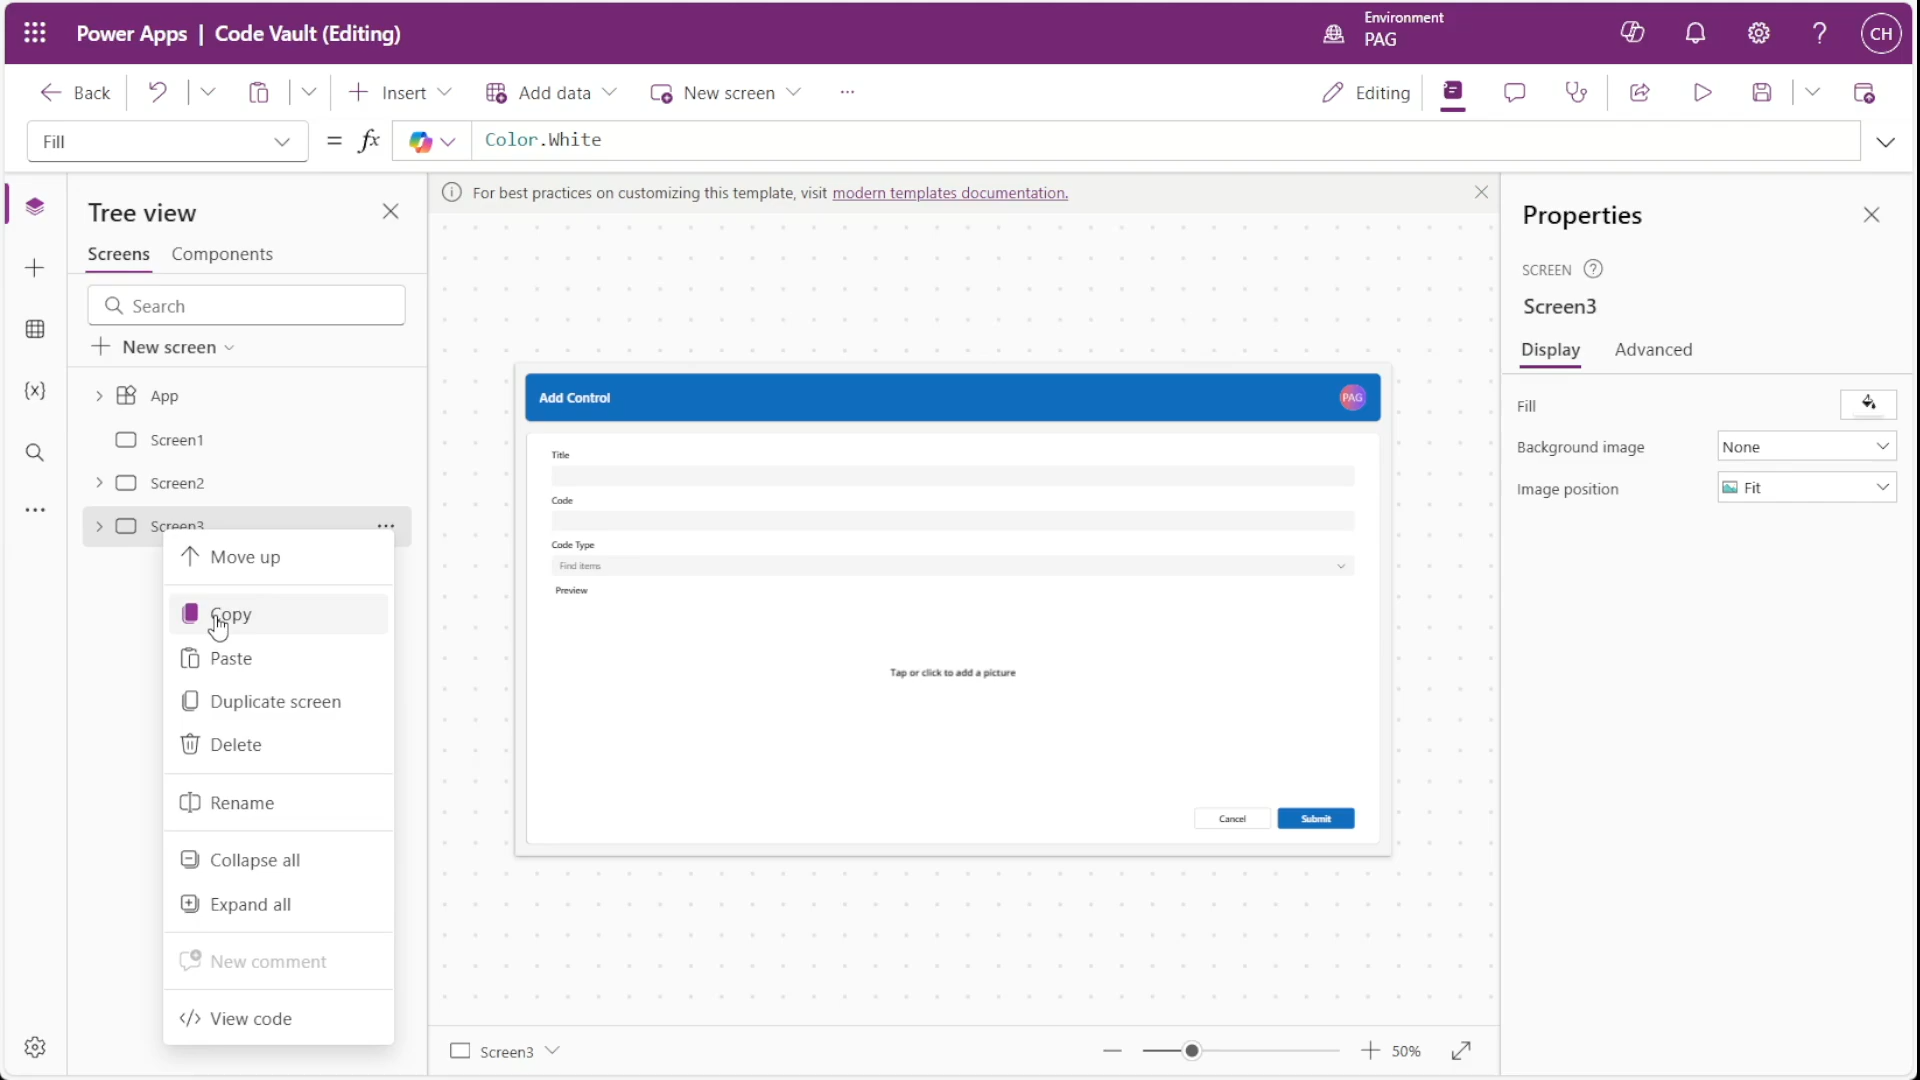 Power Apps | Code Vault (Editing)
Environment
PAG
CH
Back
Insert
Add data
New screen
Editing
Fill
= fx
Color.White
Tree view
Screens
Components
Search
New screen
App
Screen1
Screen2
Screen3
Move up
Copy
Paste
Duplicate screen
Delete
Rename
Collapse all
Expand all
New comment
View code
For best practices on customizing this template, visit modern templates documentation.
Add Control
PAG
Title
Code
Code Type
Find items
Preview
Tap or click to add a picture
Cancel
Submit
Screen3
50%
Properties
SCREEN
Screen3
Display
Advanced
Fill
Background image
None
Image position
Fit